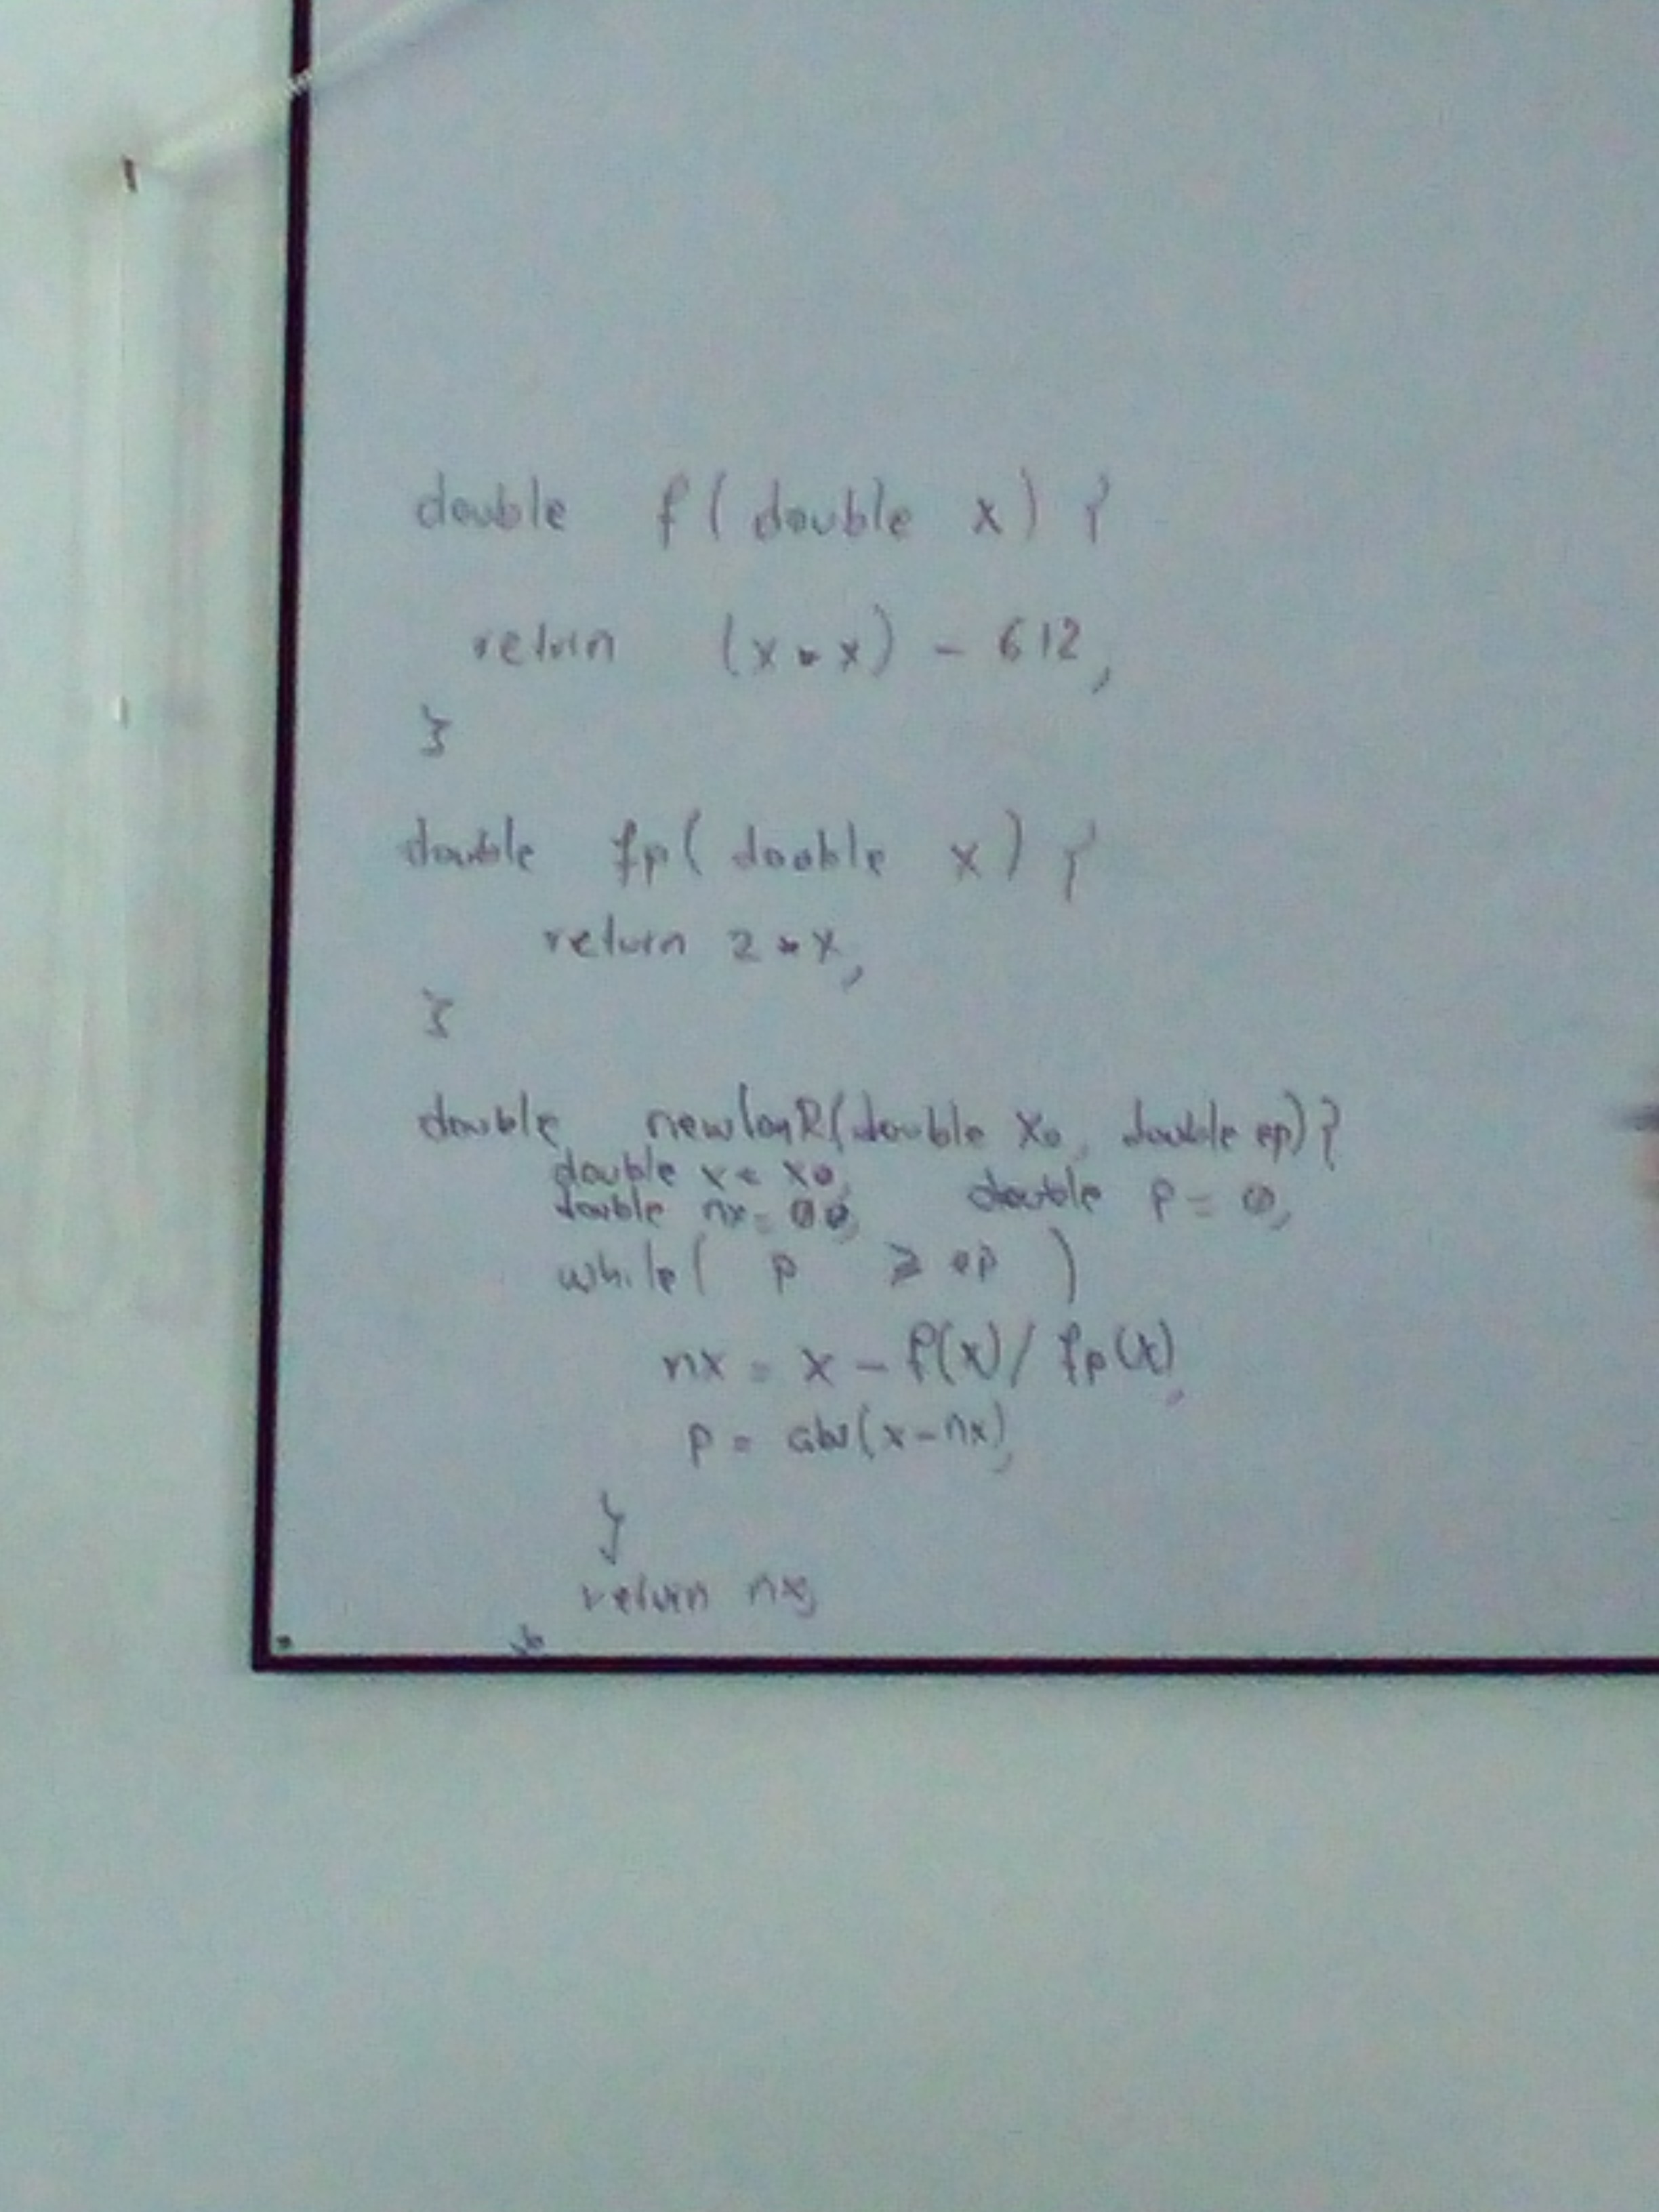 double f(double x) {
return (x*x) - 612;
}
double fp(double x) {
return 2*x;
}
double newtonR(double x0, double ep){
double x = x0;
double nx = 0.0; double p = 0;
while( p >= ep )
nx = x - f(x) / fp(x);
p = abs(x-nx);
}
return nx;